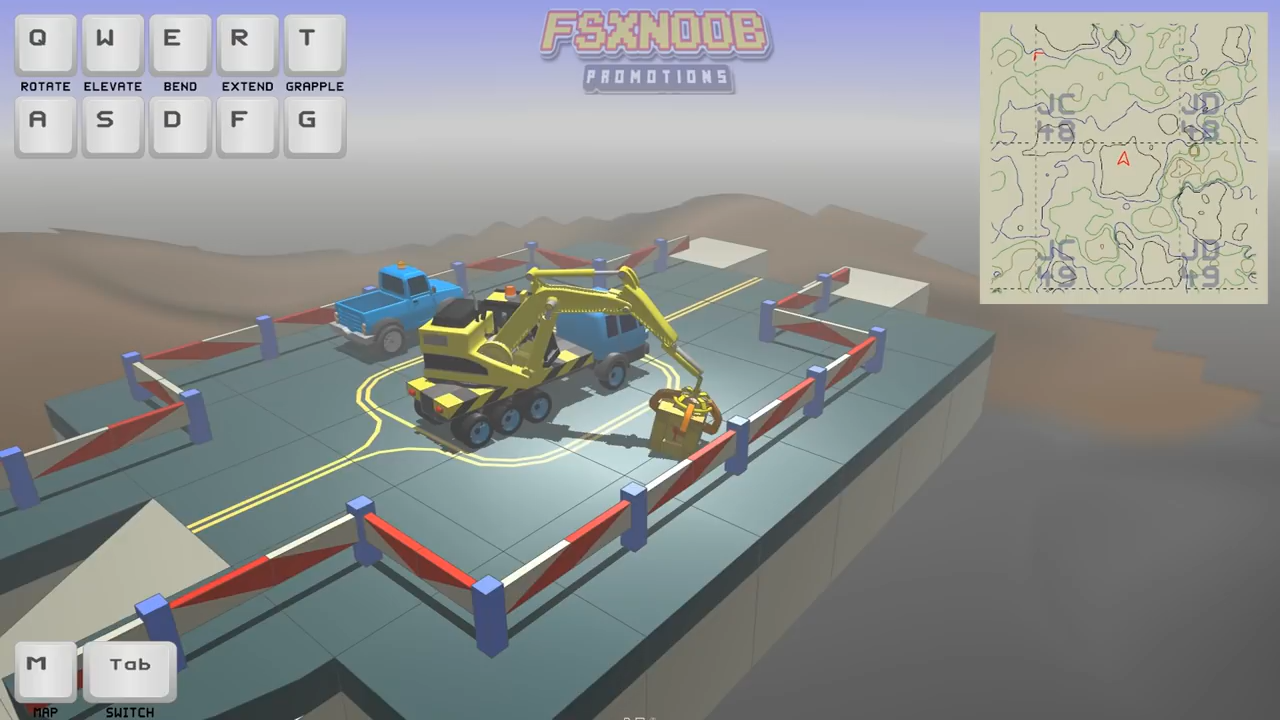 Q W E R T
ROTATE ELEVATE BEND EXTEND GRAPPLE
A S D F G
FSXNOOB
PROMOTIONS
JC
48
JD
48
JC
49
JD
49
M Tab
MAP SWITCH